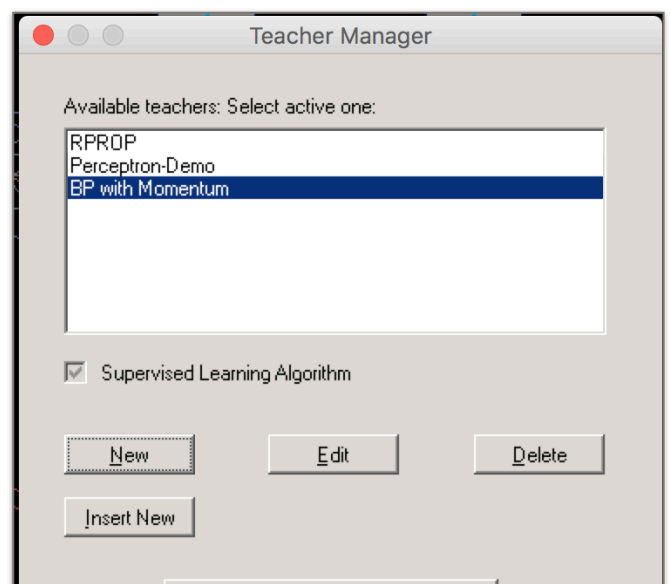 Teacher Manager
Available teachers: Select active one:
RPROP
Perceptron-Demo
BP with Momentum
Supervised Learning Algorithm
New Edit Delete
Insert New